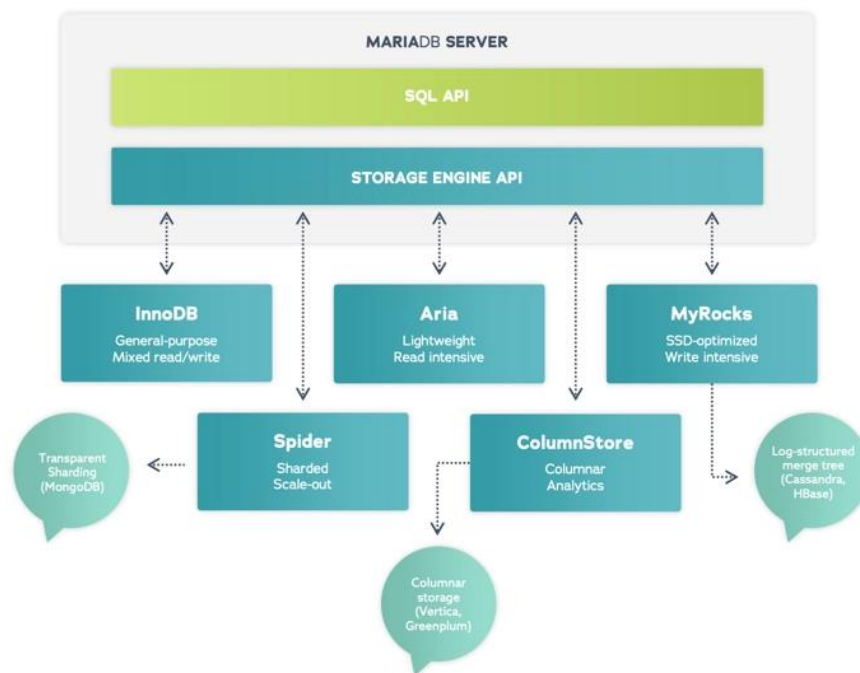 MARIADB SERVER
SQL API
STORAGE ENGINE API
InnoDB
General-purpose
Mixed read/write
Aria
Lightweight
Read intensive
MyRocks
SSD-optimized
Write intensive
Transparent
Sharding
(MongoDB)
Spider
Sharded
Scale-out
ColumnStore
Columnar
Analytics
Log-structured
merge tree
(Cassandra,
HBase)
Columnar
storage
(Vertica,
Greenplum)